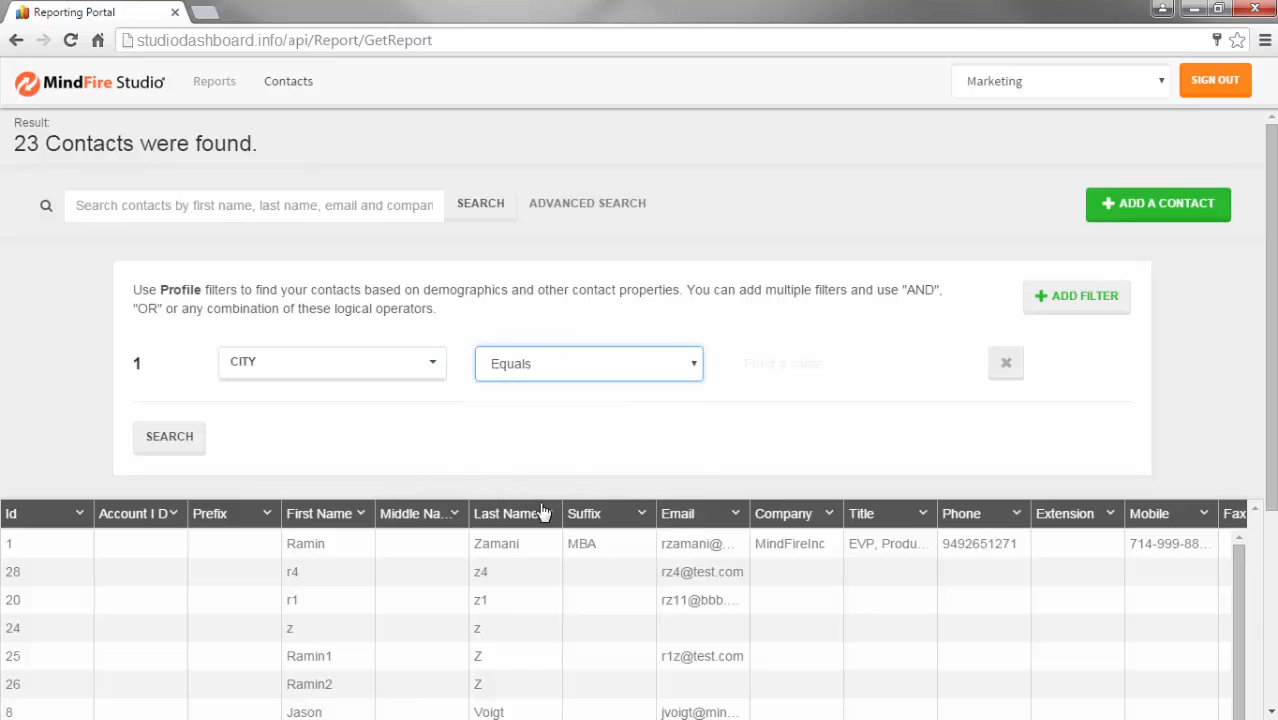 Reporting Portal
studiodashboard.info/api/Report/GetReport
MindFire Studio Reports Contacts Marketing SIGN OUT
Result:
23 Contacts were found.
Search contacts by first name, last name, email and compan SEARCH ADVANCED SEARCH ADD A CONTACT
Use Profile filters to find your contacts based on demographics and other contact properties. You can add multiple filters and use "AND",
"OR" or any combination of these logical operators.
ADD FILTER
1 CITY Equals Enter a value
SEARCH
Id Account I D Prefix First Name Middle Na... Last Name Suffix Email Company Title Phone Extension Mobile Fax
1 Ramin Zamani MBA rzamani@... MindFireInc EVP, Produ... 9492651271 714-999-88...
28 r4 z4 rz4@test.com
20 r1 z1 rz11@bbb....
24 z z
25 Ramin1 Z r1z@test.com
26 Ramin2 Z
8 Jason Voigt jvoigt@min...